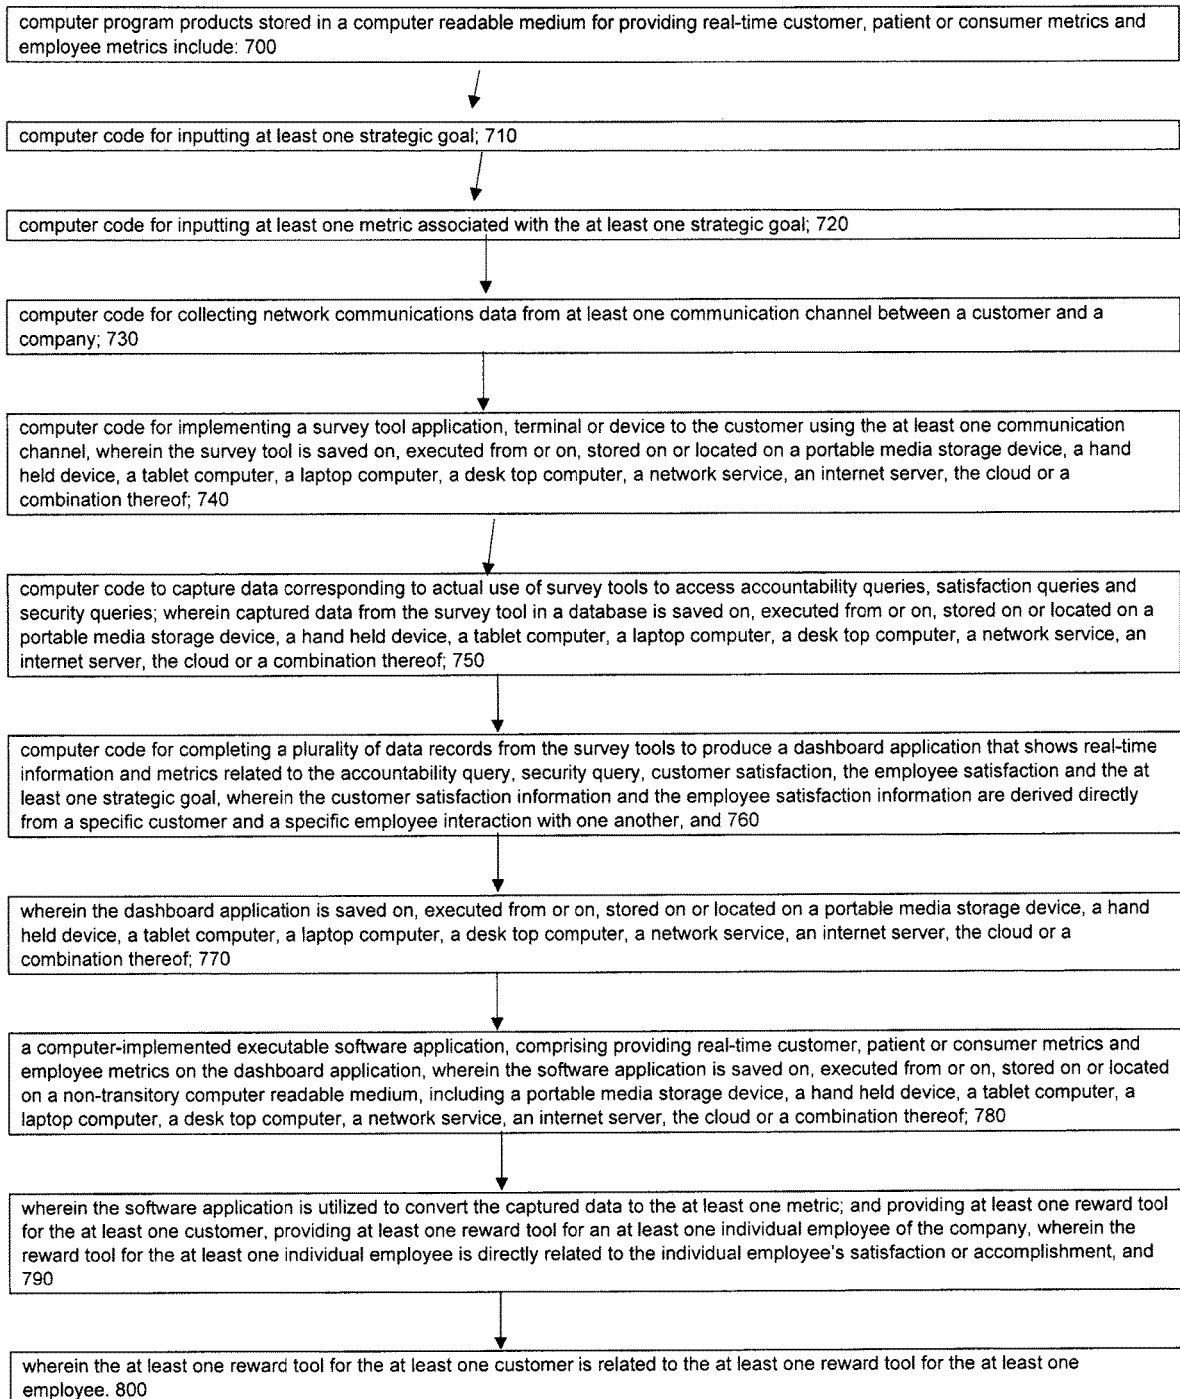 computer program products stored in a computer readable medium for providing real-time customer, patient or consumer metrics and
employee metrics include: 700
computer code for inputting at least one strategic goal; 710
computer code for inputting at least one metric associated with the at least one strategic goal; 720
computer code for collecting network communications data from at least one communication channel between a customer and a
company; 730
computer code for implementing a survey tool application, terminal or device to the customer using the at least one communication
channel, wherein the survey tool is saved on, executed from or on, stored on or located on a portable media storage device, a hand
held device, a tablet computer, a laptop computer, a desk top computer, a network service, an internet server, the cloud or a
combination thereof; 740
computer code to capture data corresponding to actual use of survey tools to access accountability queries, satisfaction queries and
security queries; wherein captured data from the survey tool in a database is saved on, executed from or on, stored on or located on a
portable media storage device, a hand held device, a tablet computer, a laptop computer, a desk top computer, a network service, an
internet server, the cloud or a combination thereof; 750
computer code for completing a plurality of data records from the survey tools to produce a dashboard application that shows real-time
information and metrics related to the accountability query, security query, customer satisfaction, the employee satisfaction and the at
least one strategic goal, wherein the customer satisfaction information and the employee satisfaction information are derived directly
from a specific customer and a specific employee interaction with one another, and 760
wherein the dashboard application is saved on, executed from or on, stored on or located on a portable media storage device, a hand
held device, a tablet computer, a laptop computer, a desk top computer, a network service, an internet server, the cloud or a
combination thereof; 770
a computer-implemented executable software application, comprising providing real-time customer, patient or consumer metrics and
employee metrics on the dashboard application, wherein the software application is saved on, executed from or on, stored on or located
on a non-transitory computer readable medium, including a portable media storage device, a hand held device, a tablet computer, a
laptop computer, a desk top computer, a network service, an internet server, the cloud or a combination thereof; 780
wherein the software application is utilized to convert the captured data to the at least one metric; and providing at least one reward tool
for the at least one customer, providing at least one reward tool for an at least one individual employee of the company, wherein the
reward tool for the at least one individual employee is directly related to the individual employee's satisfaction or accomplishment, and
790
wherein the at least one reward tool for the at least one customer is related to the at least one reward tool for the at least one
employee. 800